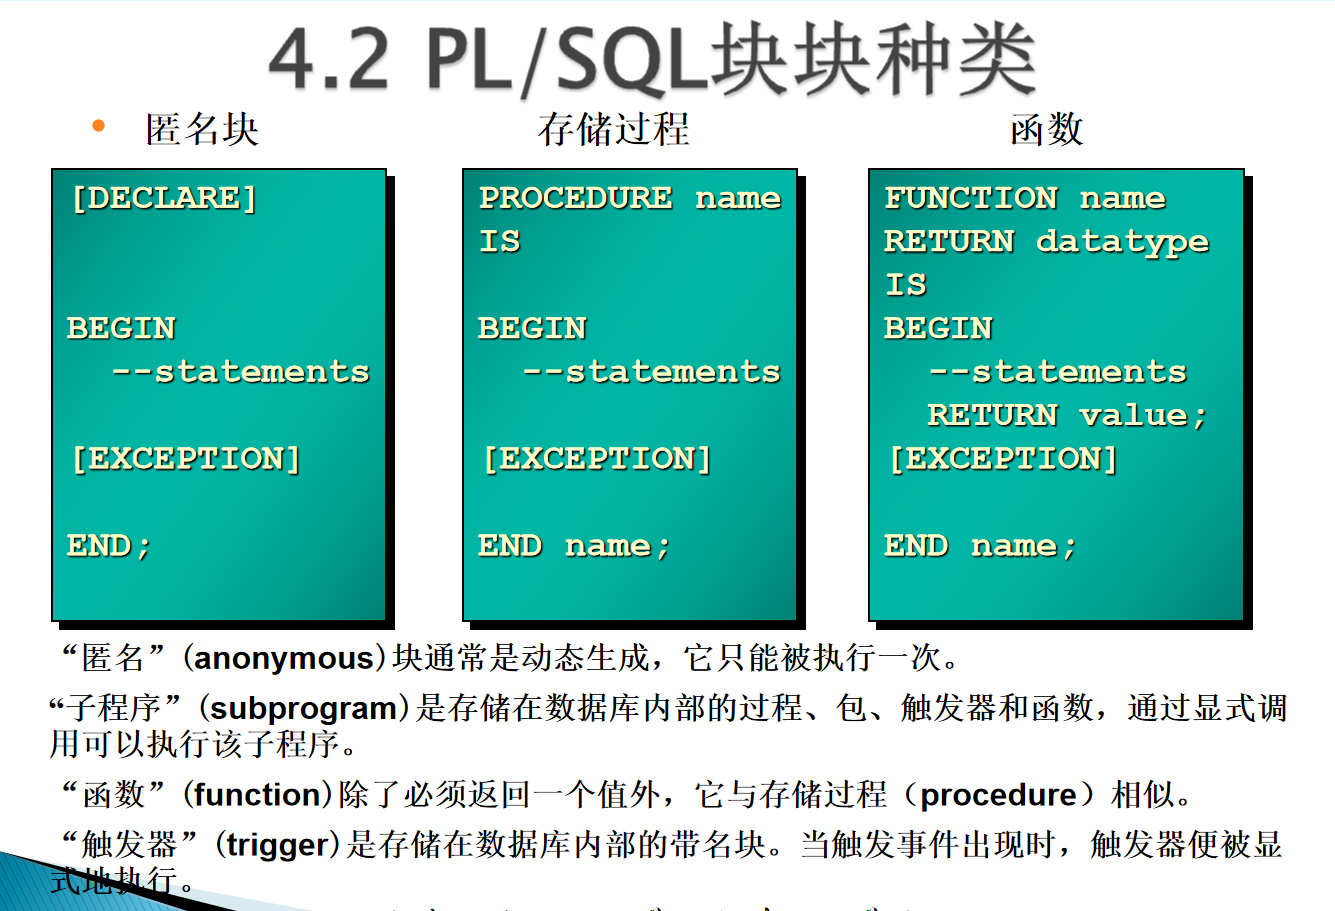 4.2 PL/SQL块块种类
匿名块
存储过程
函数
[DECLARE]
BEGIN
--statements
[EXCEPTION]
END;
PROCEDURE name
IS
BEGIN
--statements
[EXCEPTION]
END name;
FUNCTION name
RETURN datatype
IS
BEGIN
--statements
RETURN value;
[EXCEPTION]
END name;
“匿名”(anonymous)块通常是动态生成，它只能被执行一次。
“子程序”(subprogram)是存储在数据库内部的过程、包、触发器和函数，通过显式调
用可以执行该子程序。
“函数”(function)除了必须返回一个值外，它与存储过程（procedure）相似。
“触发器”(trigger)是存储在数据库内部的带名块。当触发事件出现时，触发器便被显
式地执行。